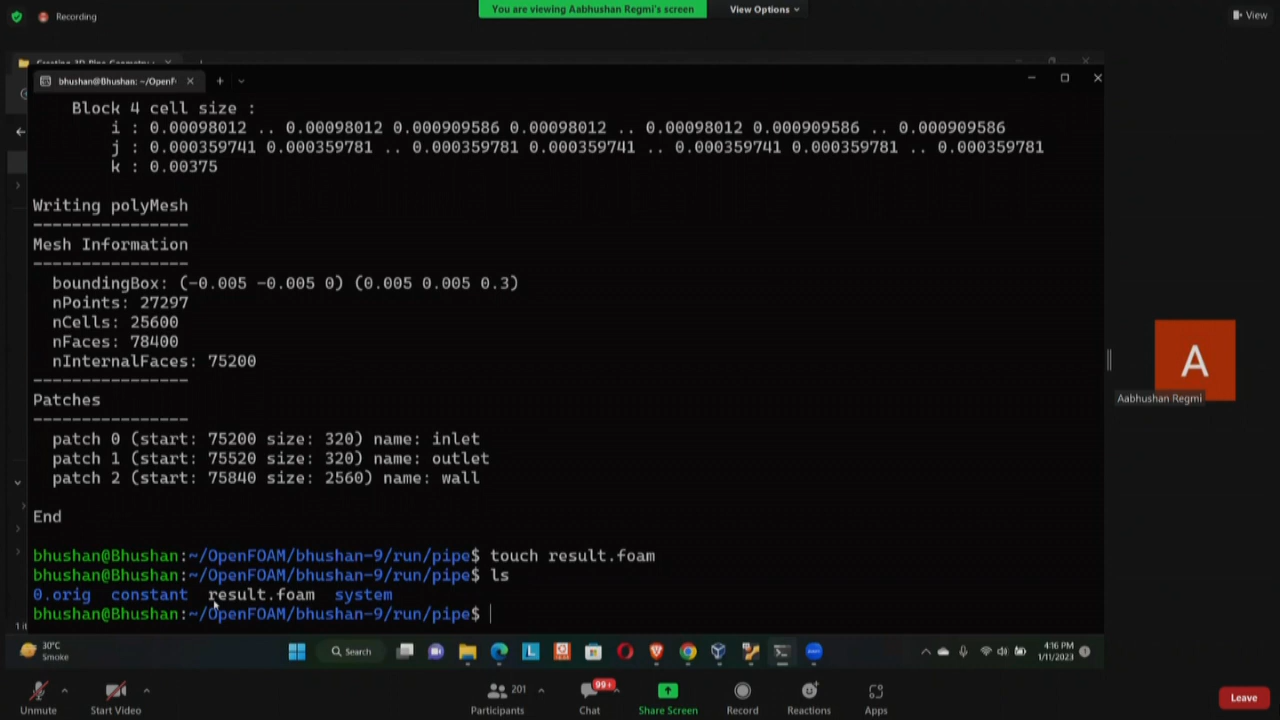 Recording
You are viewing Aabhushan Regmi's screen
View Options
View
bhushan@Bhushan: ~/OpenF
Block 4 cell size :
i : 0.00098012 .. 0.00098012 0.000909586 0.00098012 .. 0.00098012 0.000909586 .. 0.000909586
j : 0.000359741 0.000359781 .. 0.000359781 0.000359741 .. 0.000359741 0.000359781 .. 0.000359781
k : 0.00375
Writing polyMesh
----------------
Mesh Information
----------------
boundingBox: (-0.005 -0.005 0) (0.005 0.005 0.3)
nPoints: 27297
nCells: 25600
nFaces: 78400
nInternalFaces: 75200
----------------
Patches
----------------
patch 0 (start: 75200 size: 320) name: inlet
patch 1 (start: 75520 size: 320) name: outlet
patch 2 (start: 75840 size: 2560) name: wall
End
bhushan@Bhushan:~/OpenFOAM/bhushan-9/run/pipe$ touch result.foam
bhushan@Bhushan:~/OpenFOAM/bhushan-9/run/pipe$ ls
0.orig constant result.foam system
bhushan@Bhushan:~/OpenFOAM/bhushan-9/run/pipe$
A
Aabhushan Regmi
30°C
Smoke
Search
4:16 PM
1/11/2023
Unmute
Start Video
Participants
201
Chat
99+
Share Screen
Record
Reactions
Apps
Leave